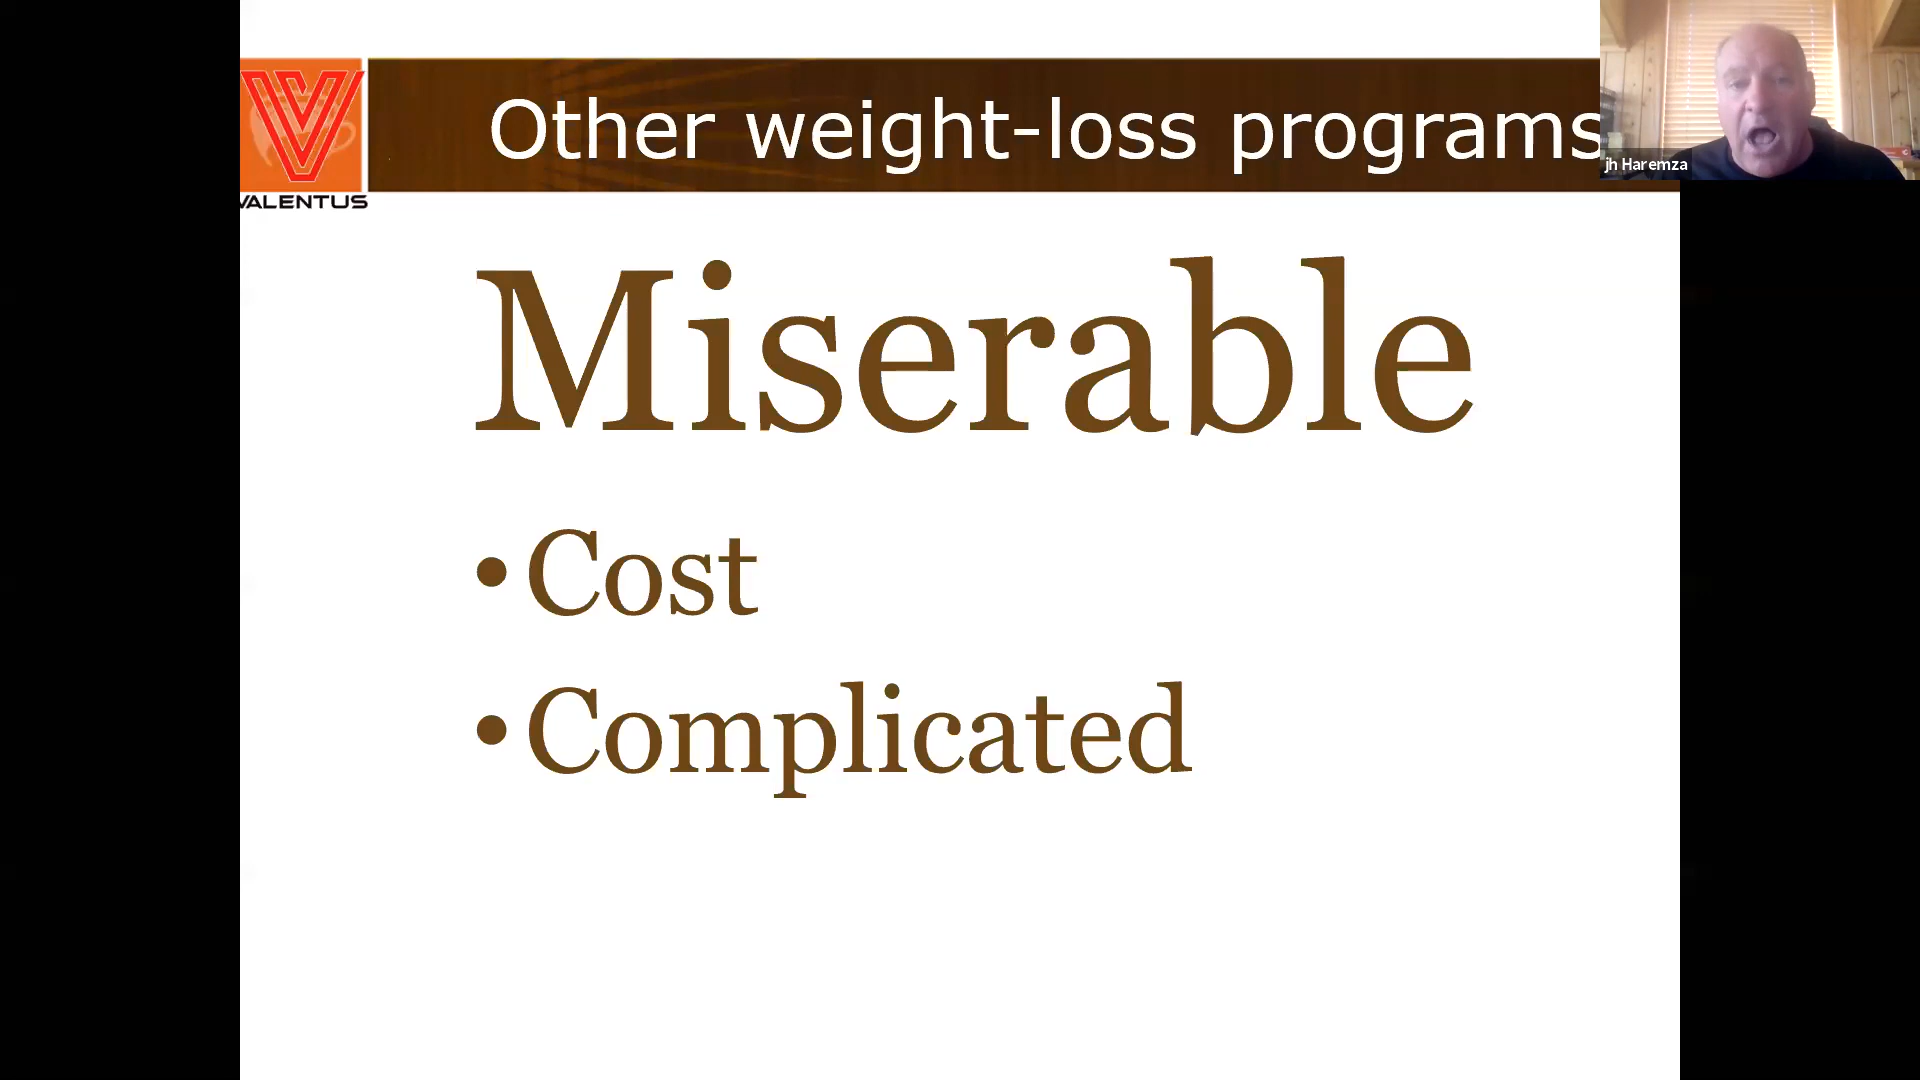 Other weight-loss programs
jh Haremza
VALENTUS
Miserable
• Cost
• Complicated